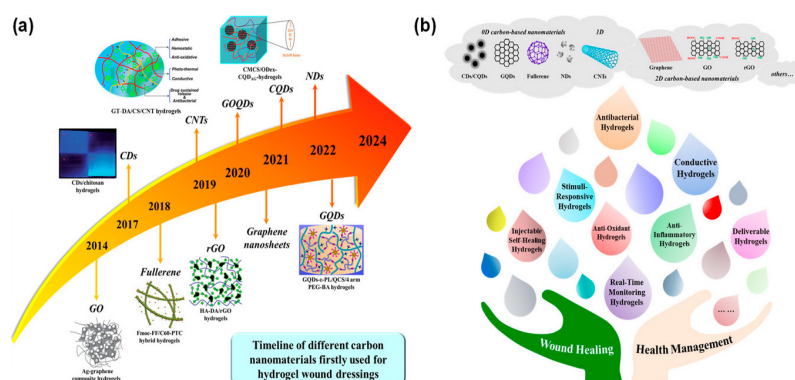 (a)
Adhesive
Hemostatic
Anti-oxidative
Photo-thermal
Conductive
Drug sustained
release
Antibacterial
GT-DA/CS/CNT hydrogels
CMCS/ODex-
hydrogels
CDs/chitosan
hydrogels
CDs
CNTs
GOQDs
CQDs
NDs
2014
2017
2018
2019
2020
2021
2022
2024
GO
Ag-graphene
composite hydrogels
Fullerene
Fmoc-FF/C60-PTC
hybrid hydrogels
rGO
HA-DA/rGO
hydrogels
Graphene
nanosheets
GQDs
GQDs-ε-PL/QCS/4 arm
PEG-BA hydrogels
Timeline of different carbon
nanomaterials firstly used for
hydrogel wound dressings
(b)
0D carbon-based nanomaterials
1D
CDs/CQDs
GQDs
Fullerene
NDs
CNTs
Graphene
GO
rGO
2D carbon-based nanomaterials
others...
Antibacterial
Hydrogels
Conductive
Hydrogels
Stimuli-
Responsive
Hydrogels
Injectable
Self-Healing
Hydrogels
Anti-Oxidant
Hydrogels
Anti-
Inflammatory
Hydrogels
Deliverable
Hydrogels
Real-Time
Monitoring
Hydrogels
... ...
Wound Healing
Health Management